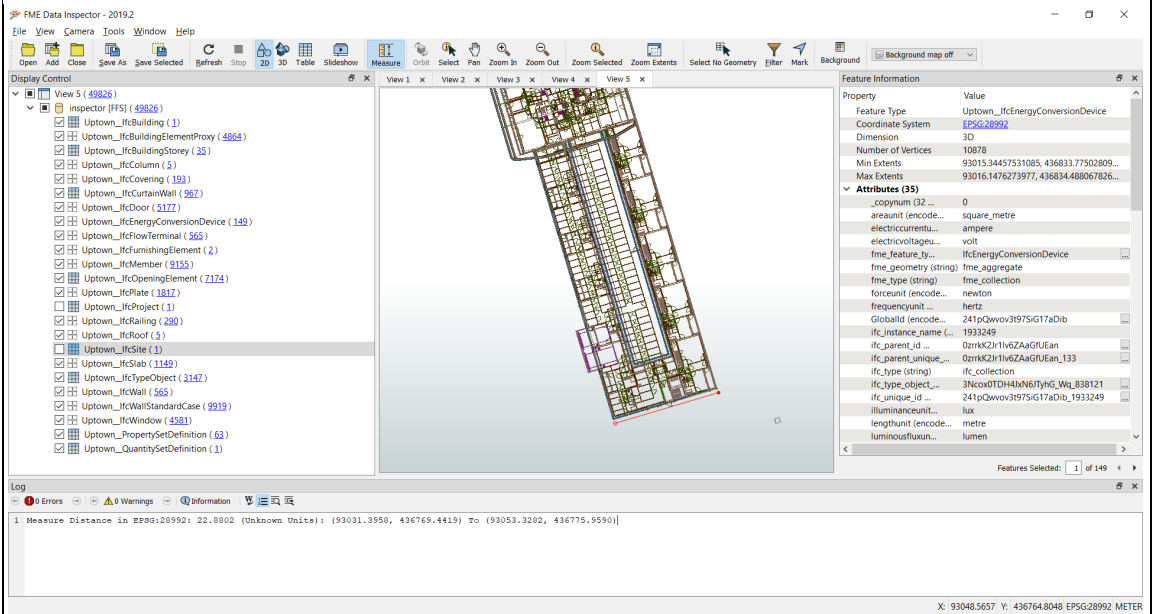 FME Data Inspector - 2019.2
File View Camera Tools Window Help
Open Add Close Save As Save Selected Refresh Stop 2D 3D Table Slideshow Measure Orbit Select Pan Zoom In Zoom Out Zoom Selected Zoom Extents Select No Geometry Filter Mark Background Background map off
Display Control
View 1 View 2 View 3 View 4 View 5
Feature Information
View 5 (49826)
inspector [FFS] (49826)
Uptown_IfcBuilding (1)
Uptown_IfcBuildingElementProxy (4864)
Uptown_IfcBuildingStorey (35)
Uptown_IfcColumn (5)
Uptown_IfcCovering (193)
Uptown_IfcCurtainWall (967)
Uptown_IfcDoor (5177)
Uptown_IfcEnergyConversionDevice (149)
Uptown_IfcFlowTerminal (565)
Uptown_IfcFurnishingElement (2)
Uptown_IfcMember (9155)
Uptown_IfcOpeningElement (7174)
Uptown_IfcPlate (1817)
Uptown_IfcProject (1)
Uptown_IfcRailing (290)
Uptown_IfcRoof (5)
Uptown_IfcSite (1)
Uptown_IfcSlab (1149)
Uptown_IfcTypeObject (3147)
Uptown_IfcWall (565)
Uptown_IfcWallStandardCase (9919)
Uptown_IfcWindow (4581)
Uptown_PropertySetDefinition (63)
Uptown_QuantitySetDefinition (1)
Property Value
Feature Type Uptown_IfcEnergyConversionDevice
Coordinate System EPSG:28992
Dimension 3D
Number of Vertices 10878
Min Extents 93015.34457531085, 436833.77502809...
Max Extents 93016.1476273977, 436834.488067826...
Attributes (35)
_copynum (32 ... 0
areaunit (encode... square_metre
electriccurrentu... ampere
electricvoltageu... volt
fme_feature_ty... IfcEnergyConversionDevice ...
fme_geometry (string) fme_aggregate
fme_type (string) fme_collection
forceunit (encode... newton
frequencyunit ... hertz
GlobalId (encode... 241pQwvov3t97SiG17aDib ...
ifc_instance_name (... 1933249
ifc_parent_id ... 0zrrkK2Jr1Iv6ZAaGfUEan ...
ifc_parent_unique_... 0zrrkK2Jr1Iv6ZAaGfUEan_133 ...
ifc_type (string) ifc_collection
ifc_type_object_... 3Ncox0TDH4JxN6JTyhG_Wq_838121 ...
ifc_unique_id ... 241pQwvov3t97SiG17aDib_1933249 ...
illuminanceunit... lux
lengthunit (encode... metre
luminousfluxun... lumen
Features Selected: 1 of 149
Log
0 Errors 0 Warnings Information
1 Measure Distance in EPSG:28992: 22.8802 (Unknown Units): (93031.3958, 436769.4419) To (93053.3282, 436775.9590)
X: 93048.5657 Y: 436764.8048 EPSG:28992 METER